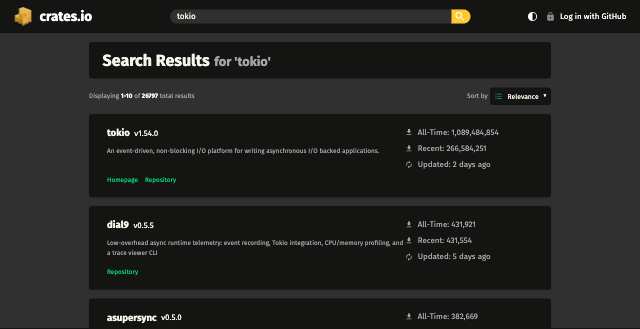 crates.io
tokio
Log in with GitHub
Search Results for 'tokio'
Displaying 1-10 of 26797 total results
Sort by Relevance
tokio v1.54.0
An event-driven, non-blocking I/O platform for writing asynchronous I/O backed applications.
Homepage Repository
All-Time: 1,089,484,854
Recent: 266,584,251
Updated: 2 days ago
dial9 v0.5.5
Low-overhead async runtime telemetry: event recording, Tokio integration, CPU/memory profiling, and
a trace viewer CLI
Repository
All-Time: 431,921
Recent: 431,554
Updated: 5 days ago
asupersync v0.5.0
All-Time: 382,669